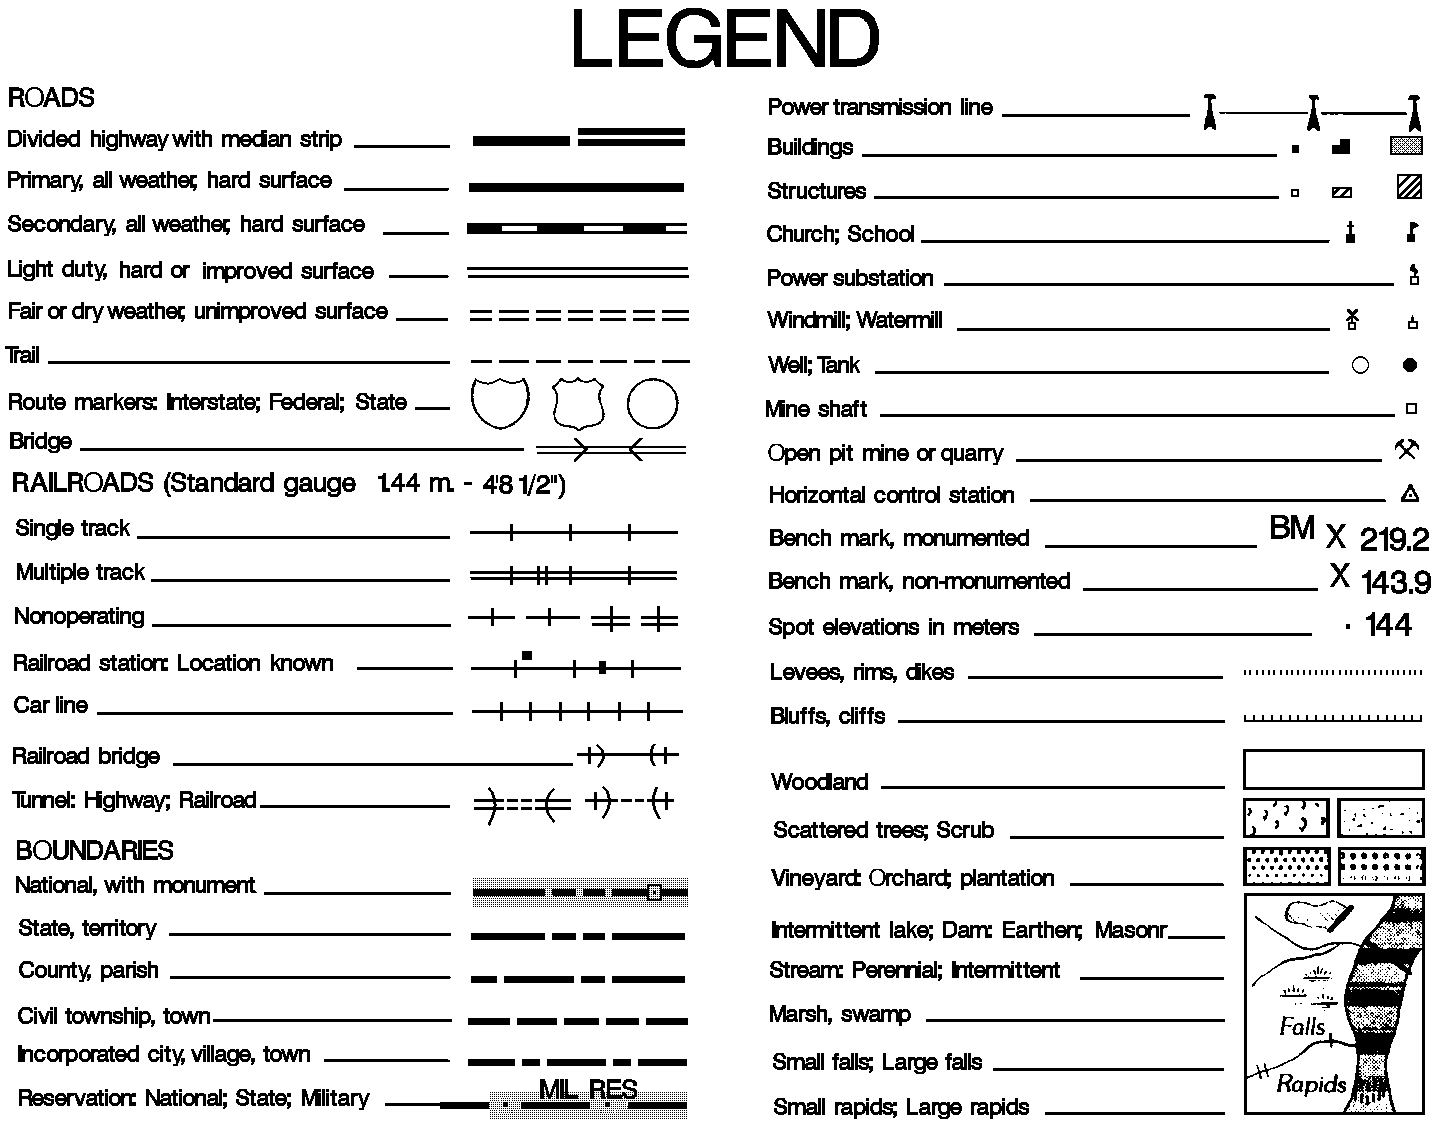 LEGEND
ROADS
Divided highway with median strip
Primary, all weather, hard surface
Secondary, all weather, hard surface
Light duty, hard or improved surface
Fair or dry weather, unimproved surface
Trail
Route markers: Interstate; Federal; State
Bridge
RAILROADS (Standard gauge 1.44 m. - 4'8 1/2")
Single track
Multiple track
Nonoperating
Railroad station: Location known
Car line
Railroad bridge
Tunnel: Highway; Railroad
BOUNDARIES
National, with monument
State, territory
County, parish
Civil township, town
Incorporated city, village, town
Reservation: National; State; Military
MIL RES
Power transmission line
Buildings
Structures
Church; School
Power substation
Windmill; Watermill
Well; Tank
Mine shaft
Open pit mine or quarry
Horizontal control station
Bench mark, monumented BM X 219.2
Bench mark, non-monumented X 143.9
Spot elevations in meters · 144
Levees, rims, dikes
Bluffs, cliffs
Woodland
Scattered trees; Scrub
Vineyard: Orchard; plantation
Intermittent lake; Dam: Earthen; Masonr
Stream: Perennial; Intermittent
Marsh, swamp
Small falls; Large falls
Small rapids; Large rapids
Falls
Rapids